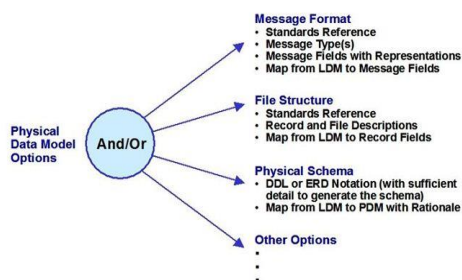 Message Format
• Standards Reference
• Message Type(s)
• Message Fields with Representations
• Map from LDM to Message Fields
File Structure
• Standards Reference
• Record and File Descriptions
• Map from LDM to Record Fields
Physical
Data Model
Options
And/Or
Physical Schema
• DDL or ERD Notation (with sufficient
detail to generate the schema)
• Map from LDM to PDM with Rationale
Other Options
•
•
•